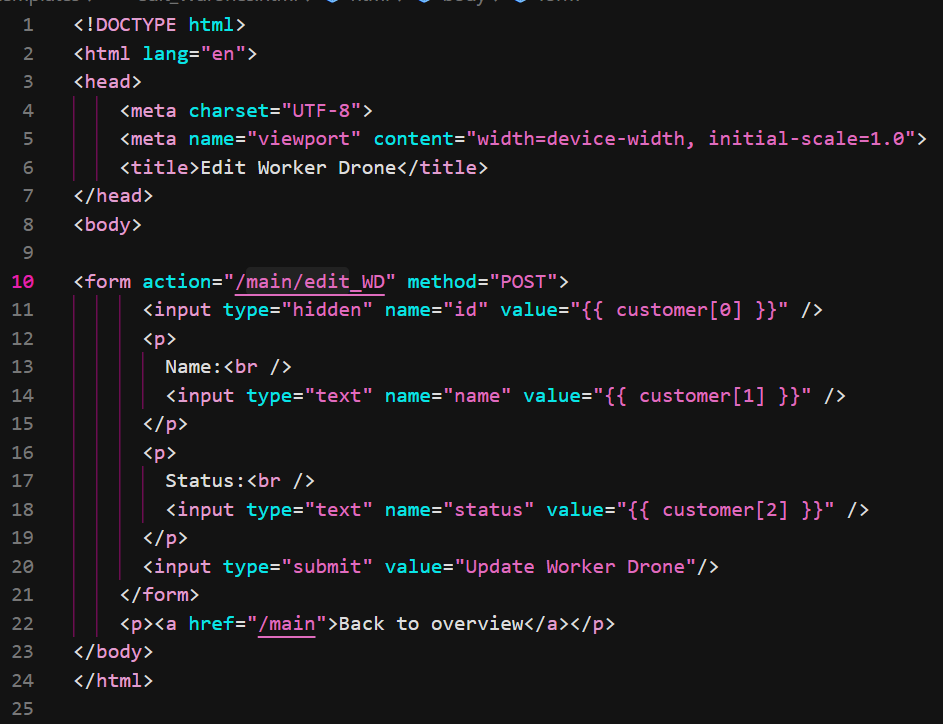 1 <!DOCTYPE html>
2 <html lang="en">
3 <head>
4     <meta charset="UTF-8">
5     <meta name="viewport" content="width=device-width, initial-scale=1.0">
6     <title>Edit Worker Drone</title>
7 </head>
8 <body>
9
10 <form action="/main/edit_WD" method="POST">
11       <input type="hidden" name="id" value="{{ customer[0] }}" />
12       <p>
13         Name:<br />
14         <input type="text" name="name" value="{{ customer[1] }}" />
15       </p>
16       <p>
17         Status:<br />
18         <input type="text" name="status" value="{{ customer[2] }}" />
19       </p>
20       <input type="submit" value="Update Worker Drone"/>
21     </form>
22     <p><a href="/main">Back to overview</a></p>
23 </body>
24 </html>
25